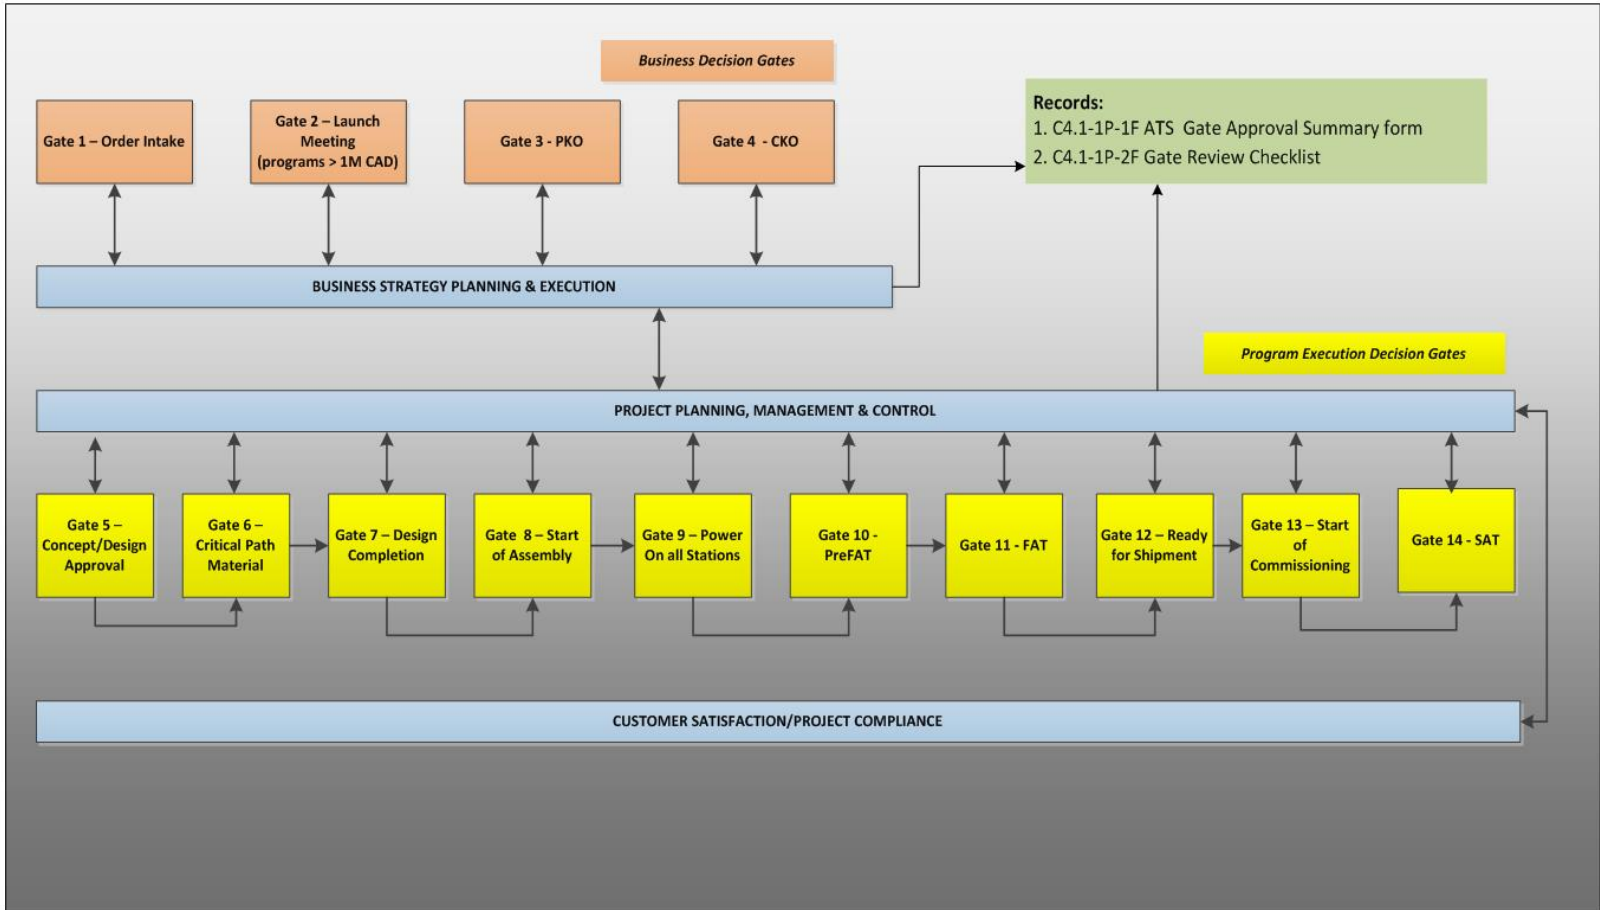 Business Decision Gates
Gate 1 – Order Intake
Gate 2 – Launch
Meeting
(programs > 1M CAD)
Gate 3 - PKO
Gate 4 - CKO
Records:
1. C4.1-1P-1F ATS Gate Approval Summary form
2. C4.1-1P-2F Gate Review Checklist
BUSINESS STRATEGY PLANNING & EXECUTION
Program Execution Decision Gates
PROJECT PLANNING, MANAGEMENT & CONTROL
Gate 5 –
Concept/Design
Approval
Gate 6 –
Critical Path
Material
Gate 7 – Design
Completion
Gate 8 – Start
of Assembly
Gate 9 – Power
On all Stations
Gate 10 -
PreFAT
Gate 11 - FAT
Gate 12 – Ready
for Shipment
Gate 13 – Start
of
Commissioning
Gate 14 - SAT
CUSTOMER SATISFACTION/PROJECT COMPLIANCE